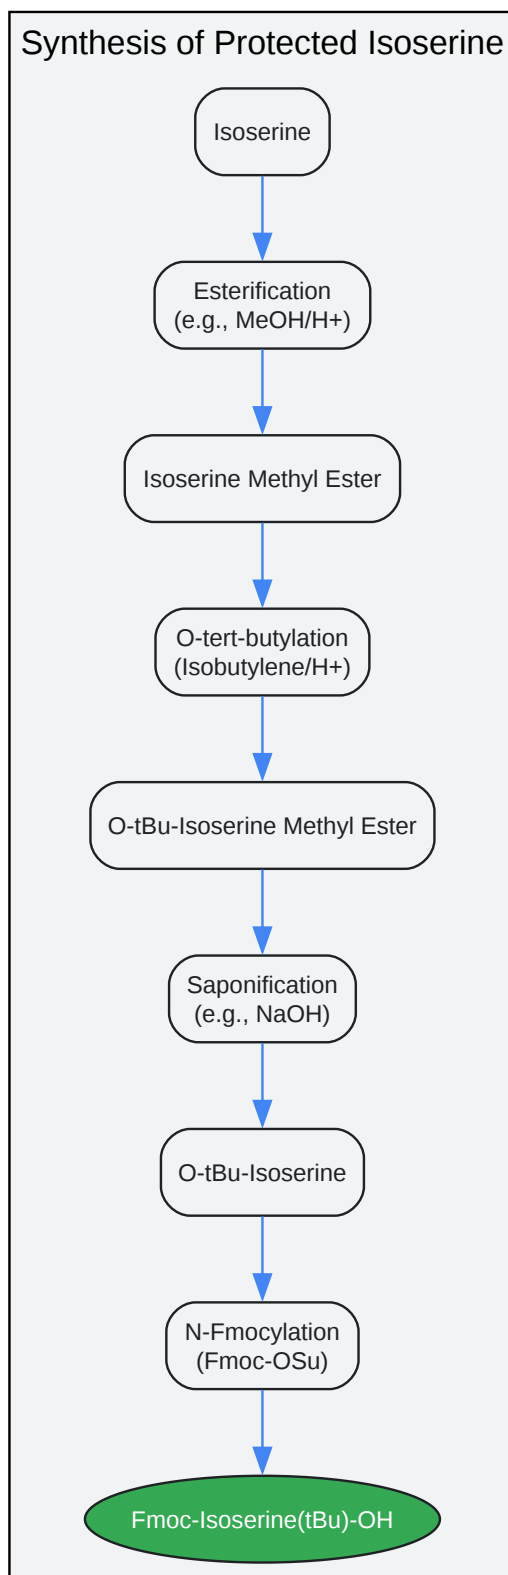 Synthesis of Protected Isoserine
Isoserine
Esterification
(e.g., MeOH/H+)
Isoserine Methyl Ester
O-tert-butylation
(Isobutylene/H+)
O-tBu-Isoserine Methyl Ester
Saponification
(e.g., NaOH)
O-tBu-Isoserine
N-Fmocylation
(Fmoc-OSu)
Fmoc-Isoserine(tBu)-OH